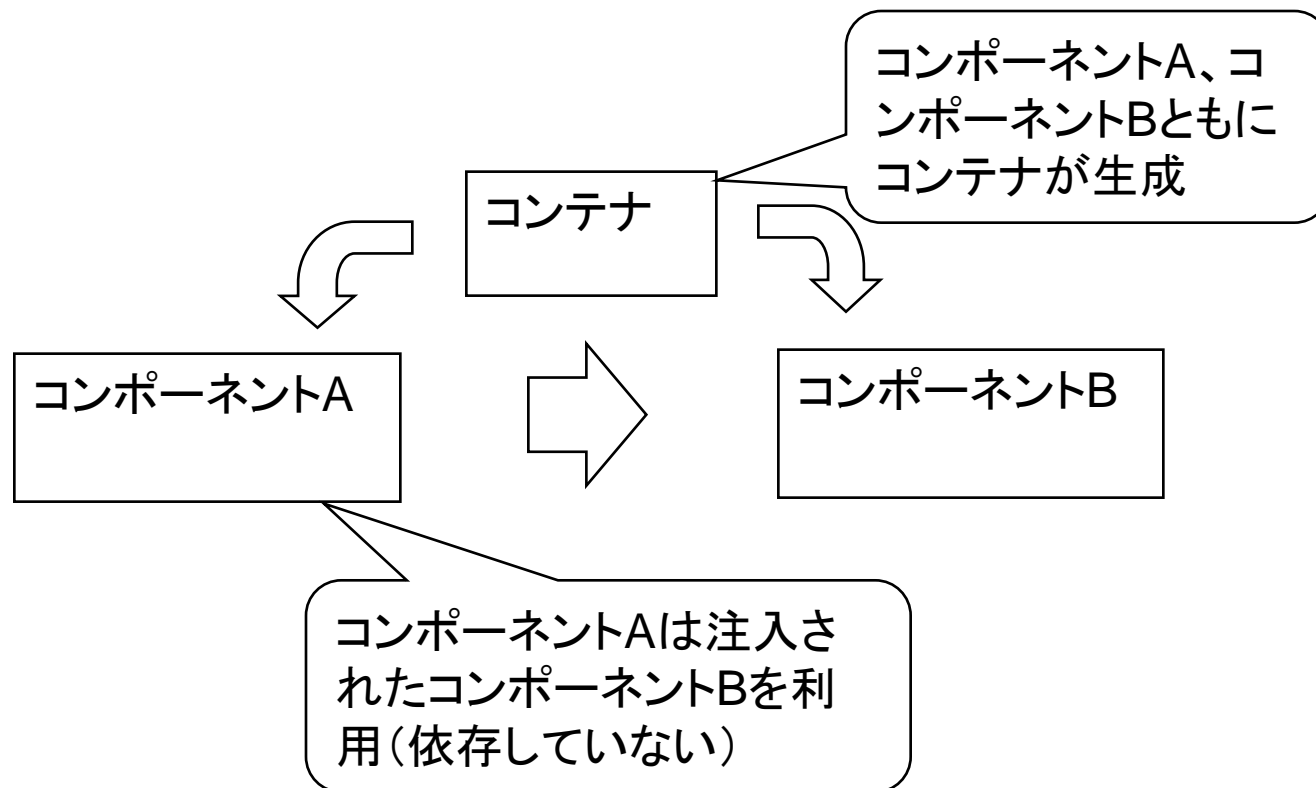 コンポーネントA、コ
ンポーネントBともに
コンテナが生成
コンテナ
コンポーネントA
コンポーネントB
コンポーネントAは注入さ
れたコンポーネントBを利
用(依存していない)